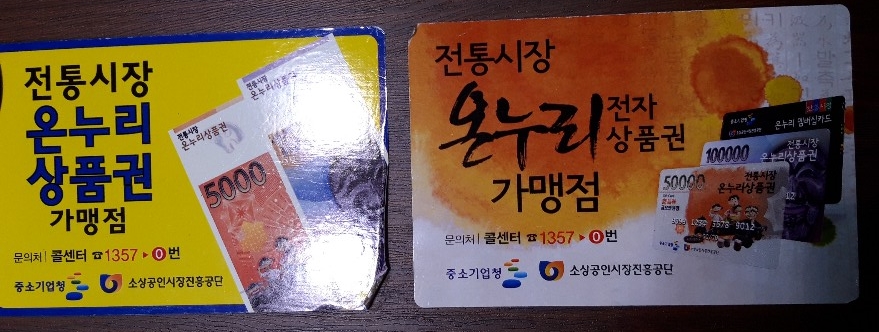 전통시장
온누리
상품권
가맹점
문의처| 콜센터 ☎1357 ▶ 0번
중소기업청 소상공인시장진흥공단
전통시장
온누리상품권
5000
전통시장
온누리 전자
상품권
가맹점
문의처| 콜센터 ☎1357 ▶ 0번
중소기업청 소상공인시장진흥공단
온누리 멤버십카드
전통시장
100000 온누리상품권
전통시장
50000 온누리상품권
5678 9012